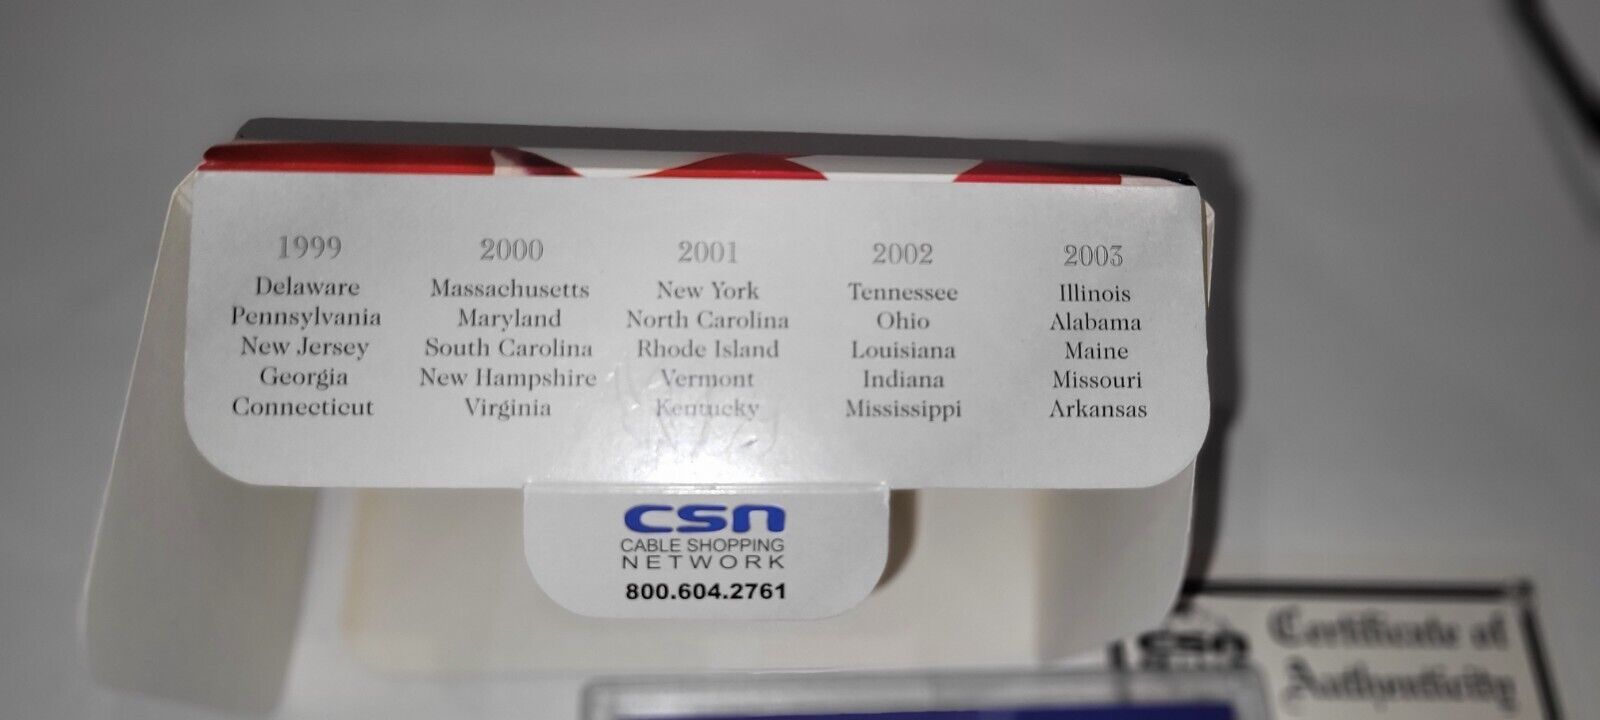 1999
Delaware
Pennsylvania
New Jersey
Georgia
Connecticut
2000
Massachusetts
Maryland
South Carolina
New Hampshire
Virginia
2001
New York
North Carolina
Rhode Island
Vermont
Kentucky
2002
Tennessee
Ohio
Louisiana
Indiana
Mississippi
2003
Illinois
Alabama
Maine
Missouri
Arkansas
csn
CABLE SHOPPING
NETWORK
800.604.2761
csn
Certificate of
Authenticity